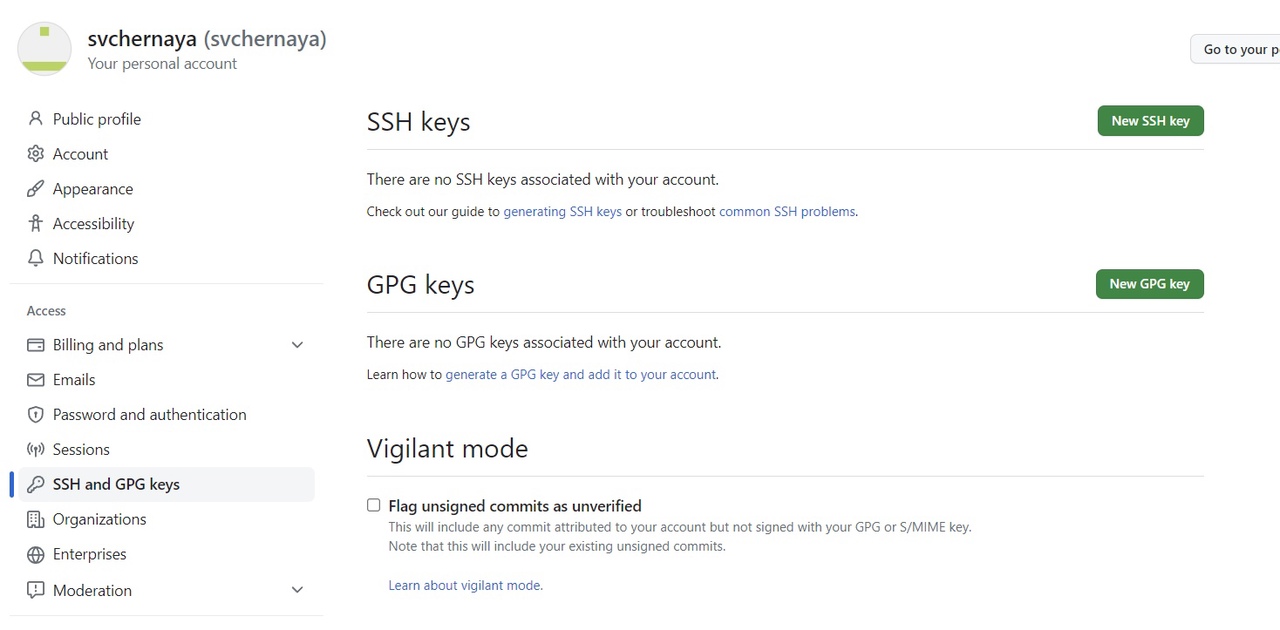 svchernaya (svchernaya)
Your personal account
Go to your p
Public profile
Account
Appearance
Accessibility
Notifications
Access
Billing and plans
Emails
Password and authentication
Sessions
SSH and GPG keys
Organizations
Enterprises
Moderation
SSH keys
New SSH key
There are no SSH keys associated with your account.
Check out our guide to generating SSH keys or troubleshoot common SSH problems.
GPG keys
New GPG key
There are no GPG keys associated with your account.
Learn how to generate a GPG key and add it to your account.
Vigilant mode
Flag unsigned commits as unverified
This will include any commit attributed to your account but not signed with your GPG or S/MIME key.
Note that this will include your existing unsigned commits.
Learn about vigilant mode.